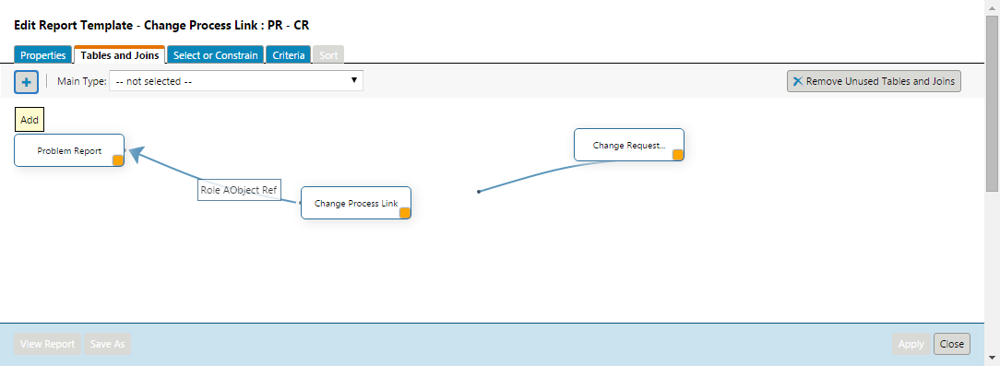 Edit Report Template - Change Process Link : PR - CR
Properties Tables and Joins Select or Constrain Criteria Sort
+ Main Type: -- not selected -- Remove Unused Tables and Joins
Add
Problem Report
Change Request...
Role AObject Ref
Change Process Link
View Report Save As Apply Close